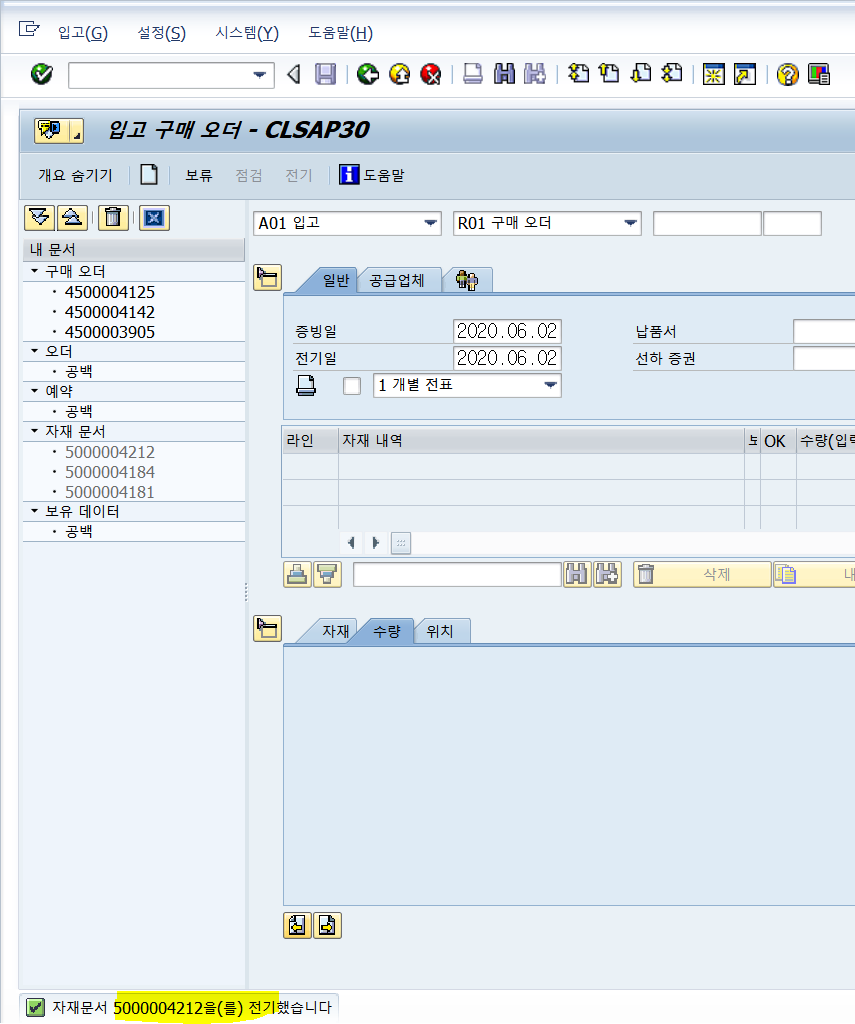 입고(G) 설정(S) 시스템(Y) 도움말(H)
입고 구매 오더 - CLSAP30
개요 숨기기 보류 점검 전기 도움말
A01 입고 R01 구매 오더
내 문서
구매 오더
4500004125
4500004142
4500003905
오더
공백
예약
공백
자재 문서
5000004212
5000004184
5000004181
보유 데이터
공백
일반 공급업체
증빙일 2020.06.02 납품서
전기일 2020.06.02 선하 증권
1 개별 전표
라인 자재 내역 OK 수량(입력
삭제 내
자재 수량 위치
자재문서 5000004212을(를) 전기했습니다